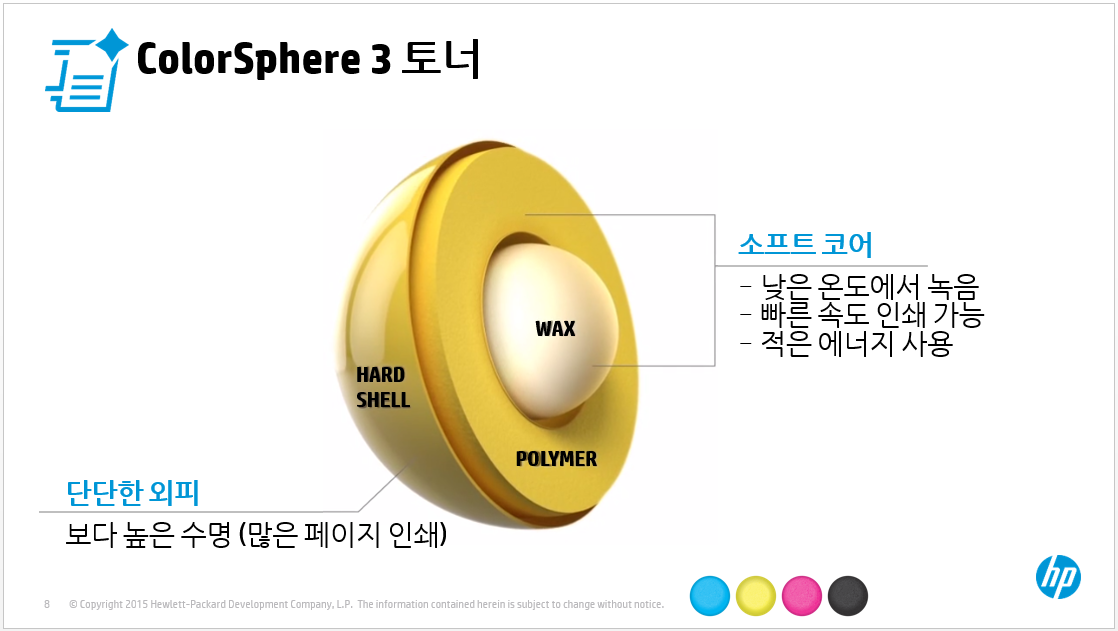 ColorSphere 3 토너
소프트 코어
- 낮은 온도에서 녹음
- 빠른 속도 인쇄 가능
- 적은 에너지 사용
WAX
HARD
SHELL
POLYMER
단단한 외피
보다 높은 수명 (많은 페이지 인쇄)
hp
8 © Copyright 2015 Hewlett-Packard Development Company, L.P. The information contained herein is subject to change without notice.